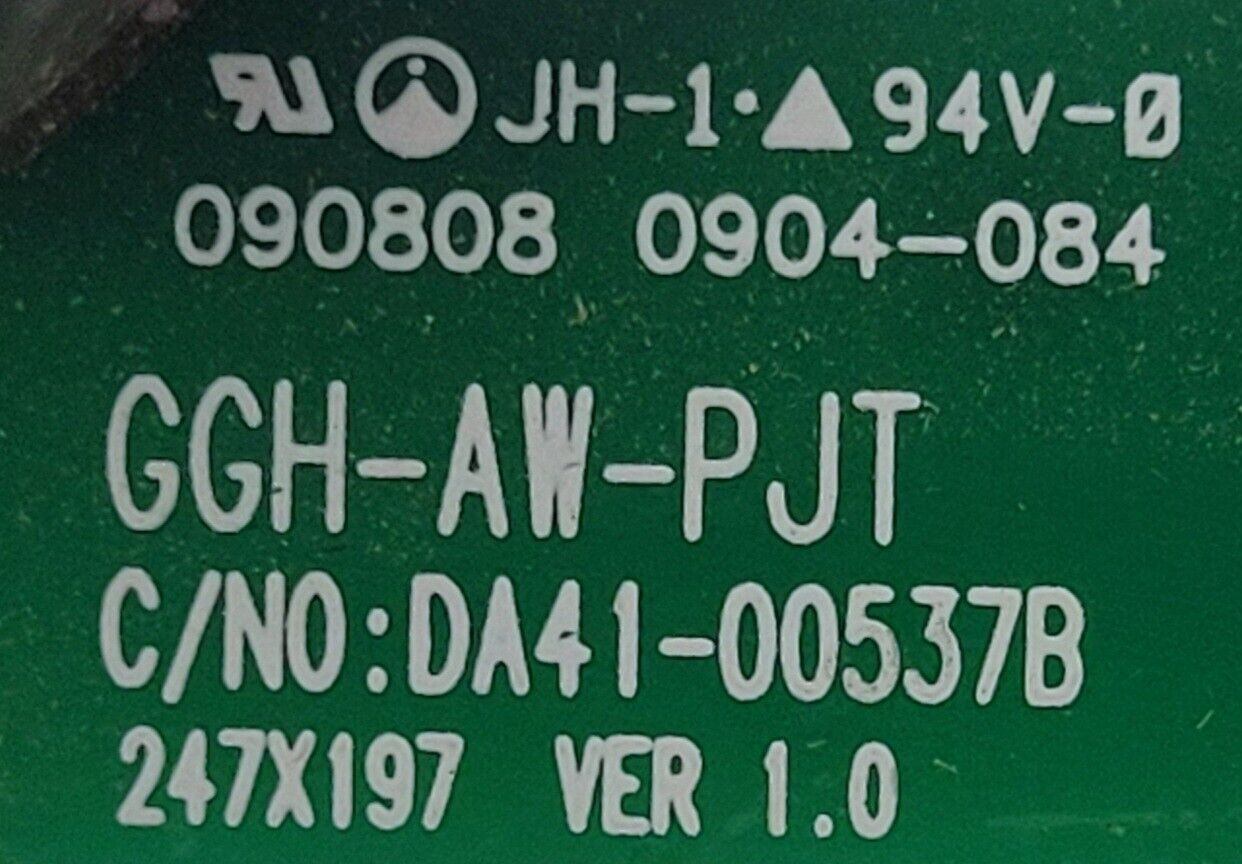 JH-1·▲94V-0
090808 0904-084
GGH-AW-PJT
C/NO:DA41-00537B
247X197 VER 1.0